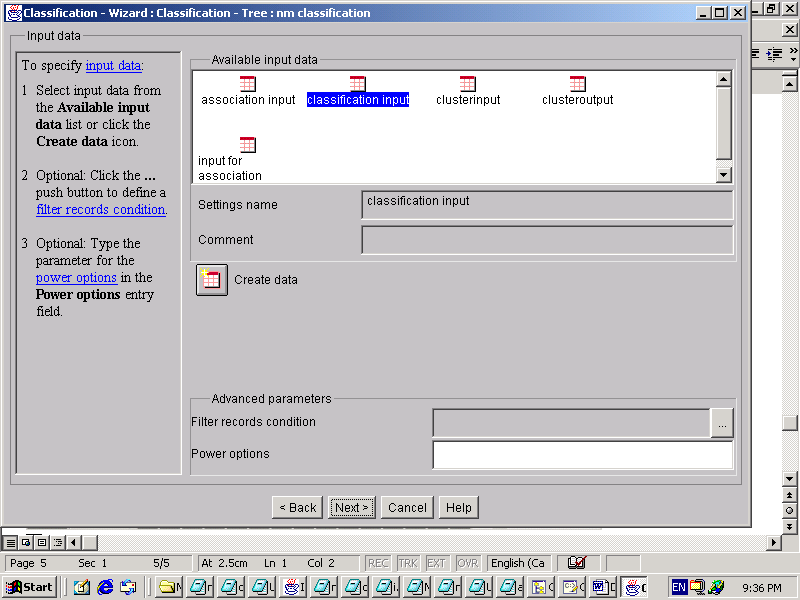 Classification - Wizard : Classification - Tree : nm classification
Input data
To specify input data:
1 Select input data from
the Available input
data list or click the
Create data icon.
2 Optional: Click the ...
push button to define a
filter records condition.
3 Optional: Type the
parameter for the
power options in the
Power options entry
field.
Available input data
association input
classification input
clusterinput
clusteroutput
input for
association
Settings name
classification input
Comment
Create data
Advanced parameters
Filter records condition
...
Power options
< Back
Next >
Cancel
Help
Page 5 Sec 1 5/5 At 2.5cm Ln 1 Col 2 REC TRK EXT OVR English (Ca
Start
EN
9:36 PM